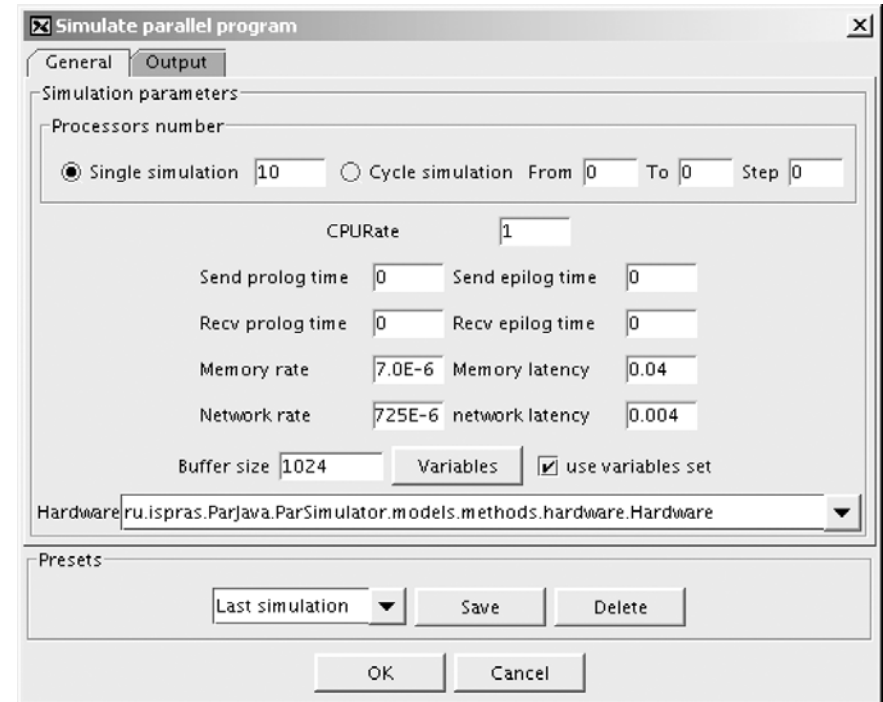 Simulate parallel program
General Output
Simulation parameters
Processors number
Single simulation 10 Cycle simulation From 0 To 0 Step 0
CPURate 1
Send prolog time 0 Send epilog time 0
Recv prolog time 0 Recv epilog time 0
Memory rate 7.0E-6 Memory latency 0.04
Network rate 725E-6 network latency 0.004
Buffer size 1024 Variables use variables set
Hardware ru.ispras.ParJava.ParSimulator.models.methods.hardware.Hardware
Presets
Last simulation Save Delete
OK Cancel